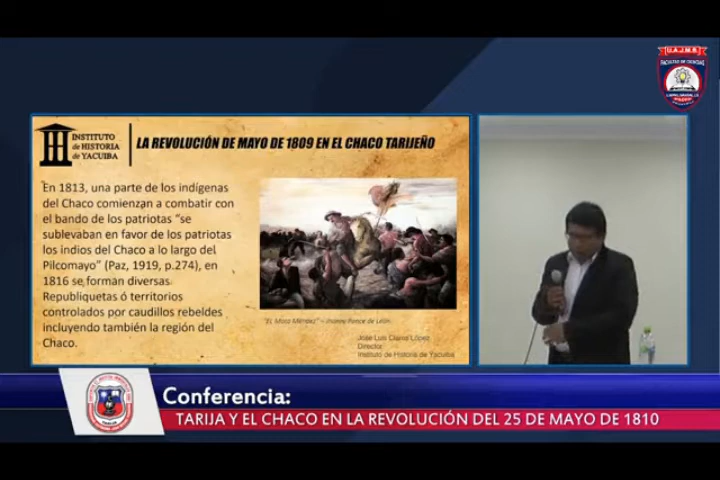 U.A.J.M.S.
FACULTAD DE CIENCIAS
INSTITUTO
de HISTORIA
de YACUIBA
LA REVOLUCIÓN DE MAYO DE 1809 EN EL CHACO TARIJEÑO
En 1813, una parte de los indígenas
del Chaco comienzan a combatir con
el bando de los patriotas “se
sublevaban en favor de los patriotas
los indios del Chaco a lo largo del
Pilcomayo” (Paz, 1919, p.274), en
1816 se forman diversas
Republiquetas ó territorios
controlados por caudillos rebeldes
incluyendo también la región del
Chaco.
"EL Moto Méndez" – Jhonny Ponce de León.
José Luis Claros López
Director
Instituto de Historia de Yacuiba
Conferencia:
TARIJA Y EL CHACO EN LA REVOLUCIÓN DEL 25 DE MAYO DE 1810